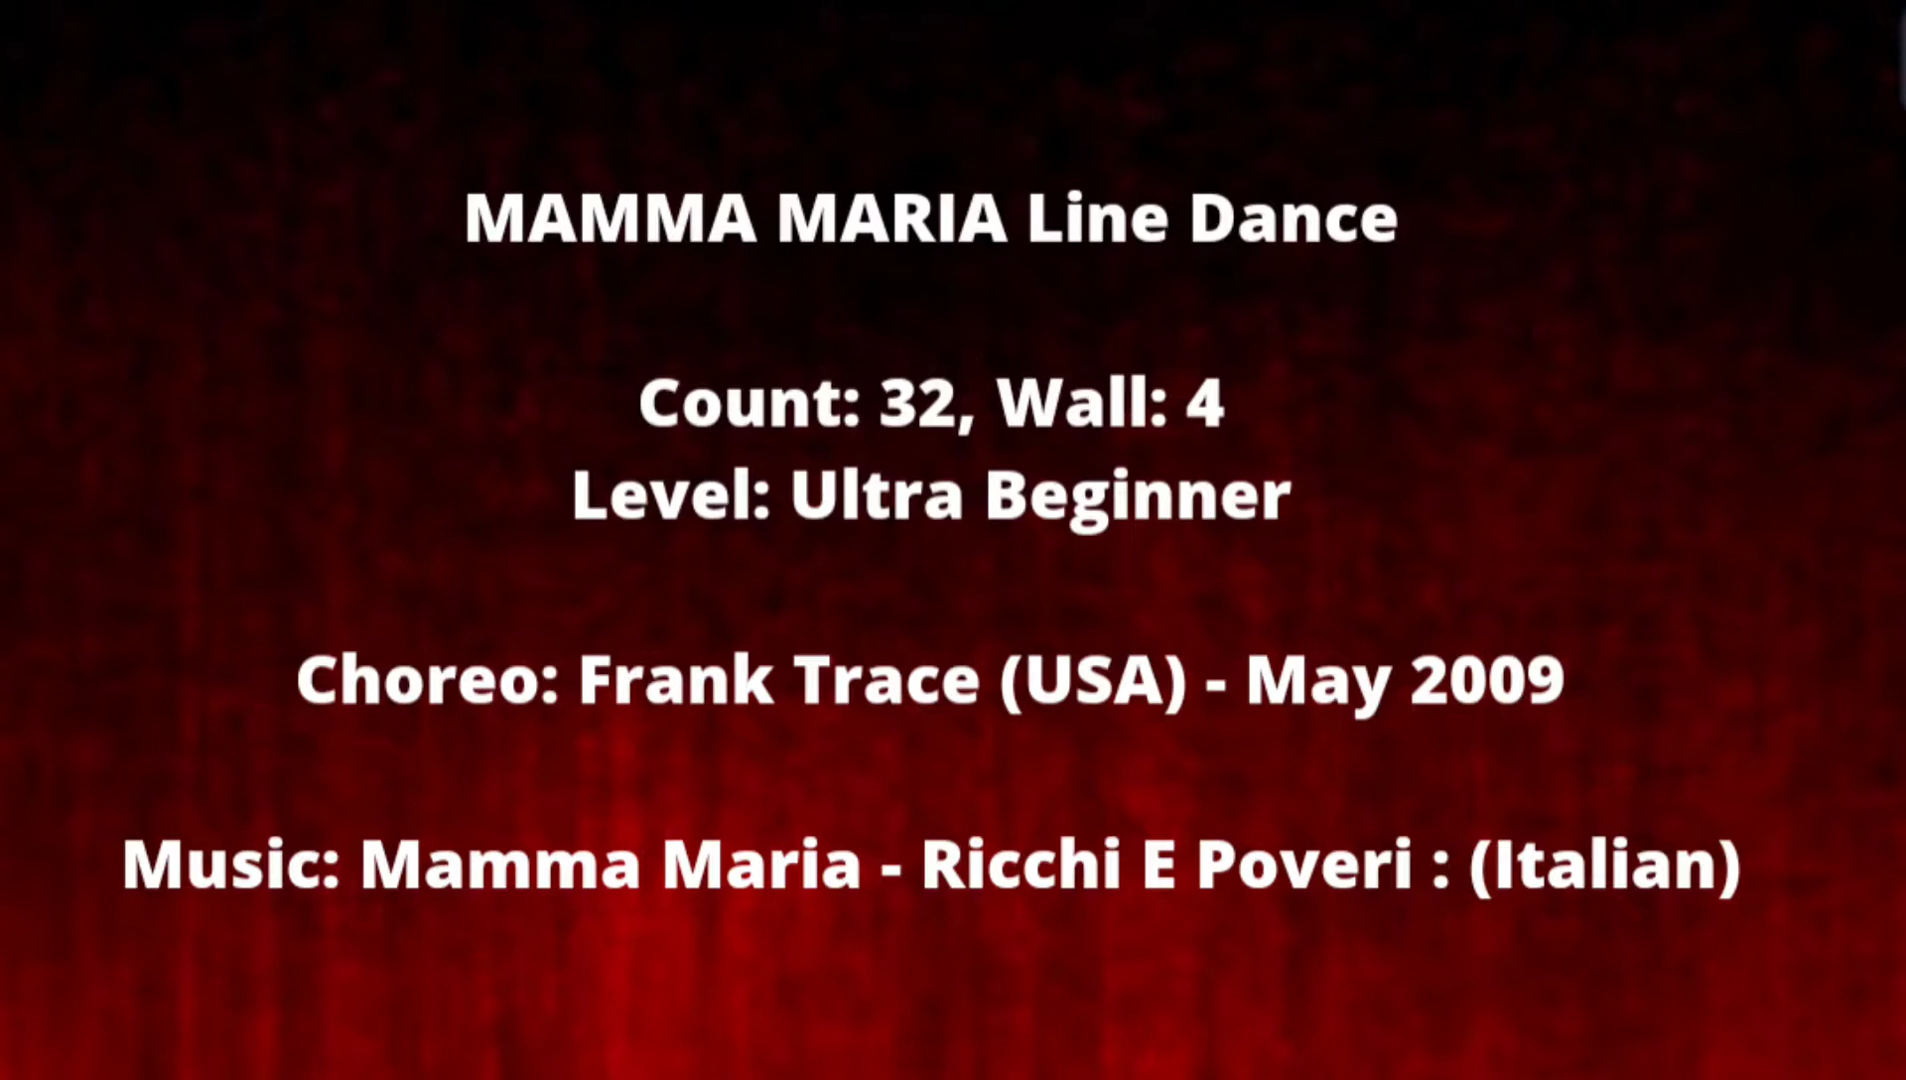 MAMMA MARIA Line Dance
Count: 32, Wall: 4
Level: Ultra Beginner
Choreo: Frank Trace (USA) - May 2009
Music: Mamma Maria - Ricchi E Poveri : (Italian)